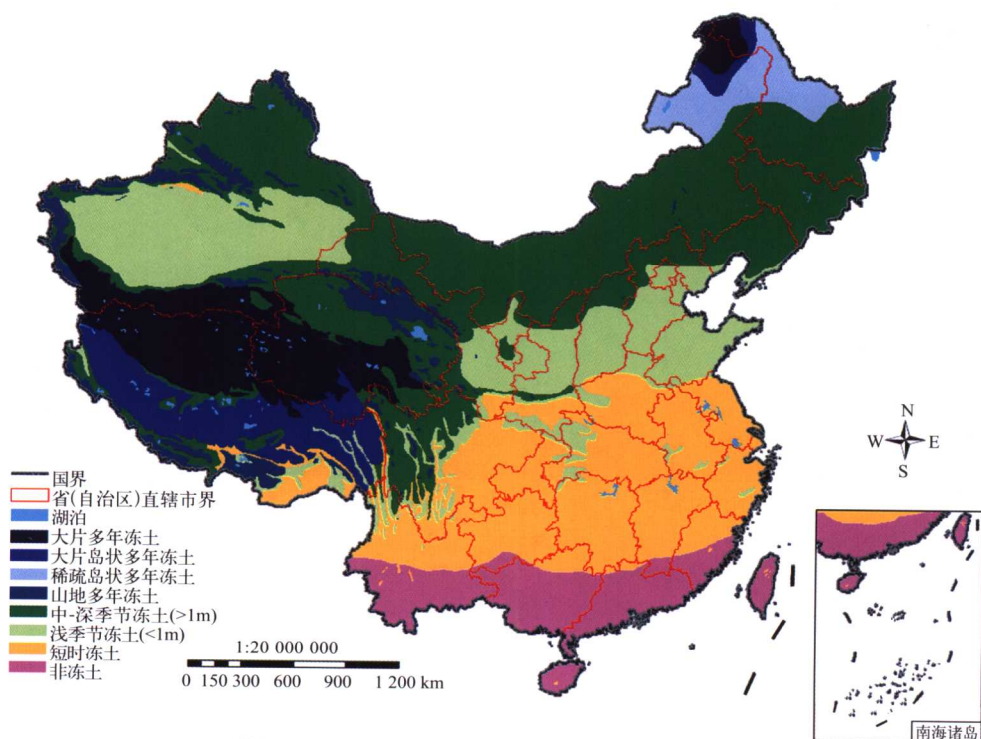 N
W E
S
国界
省(自治区)直辖市界
湖泊
大片多年冻土
大片岛状多年冻土
稀疏岛状多年冻土
山地多年冻土
中-深季节冻土(>1m)
浅季节冻土(<1m)
短时冻土
非冻土
1:20 000 000
0 150 300 600 900 1 200 km
南海诸岛